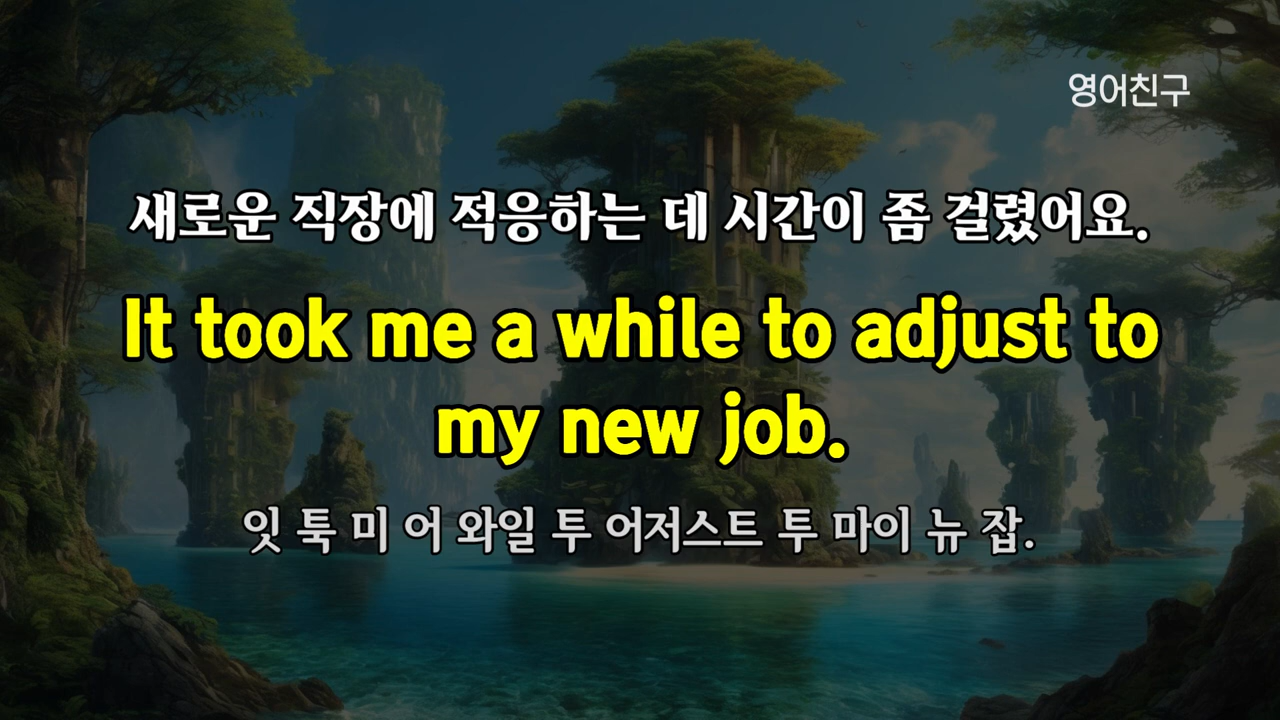 영어친구
새로운 직장에 적응하는 데 시간이 좀 걸렸어요.
It took me a while to adjust to
my new job.
잇 툭 미 어 와일 투 어저스트 투 마이 뉴 잡.